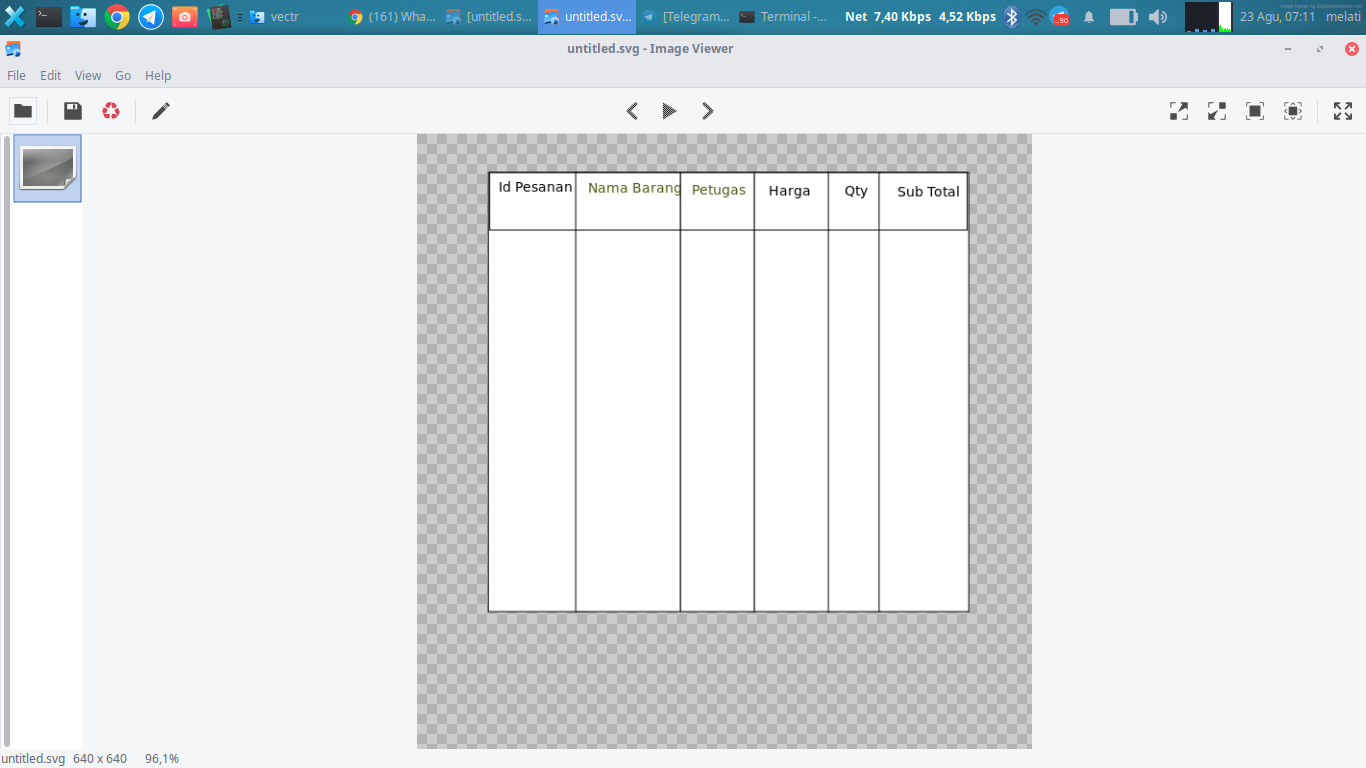 vectr
(161) Wha...
[untitled.s...
untitled.sv...
[Telegram...
Terminal -...
Net 7,40 Kbps 4,52 Kbps
96
23 Agu, 07:11
melati
untitled.svg - Image Viewer
File Edit View Go Help
Id Pesanan Nama Barang Petugas Harga Qty Sub Total
untitled.svg 640 x 640 96,1%